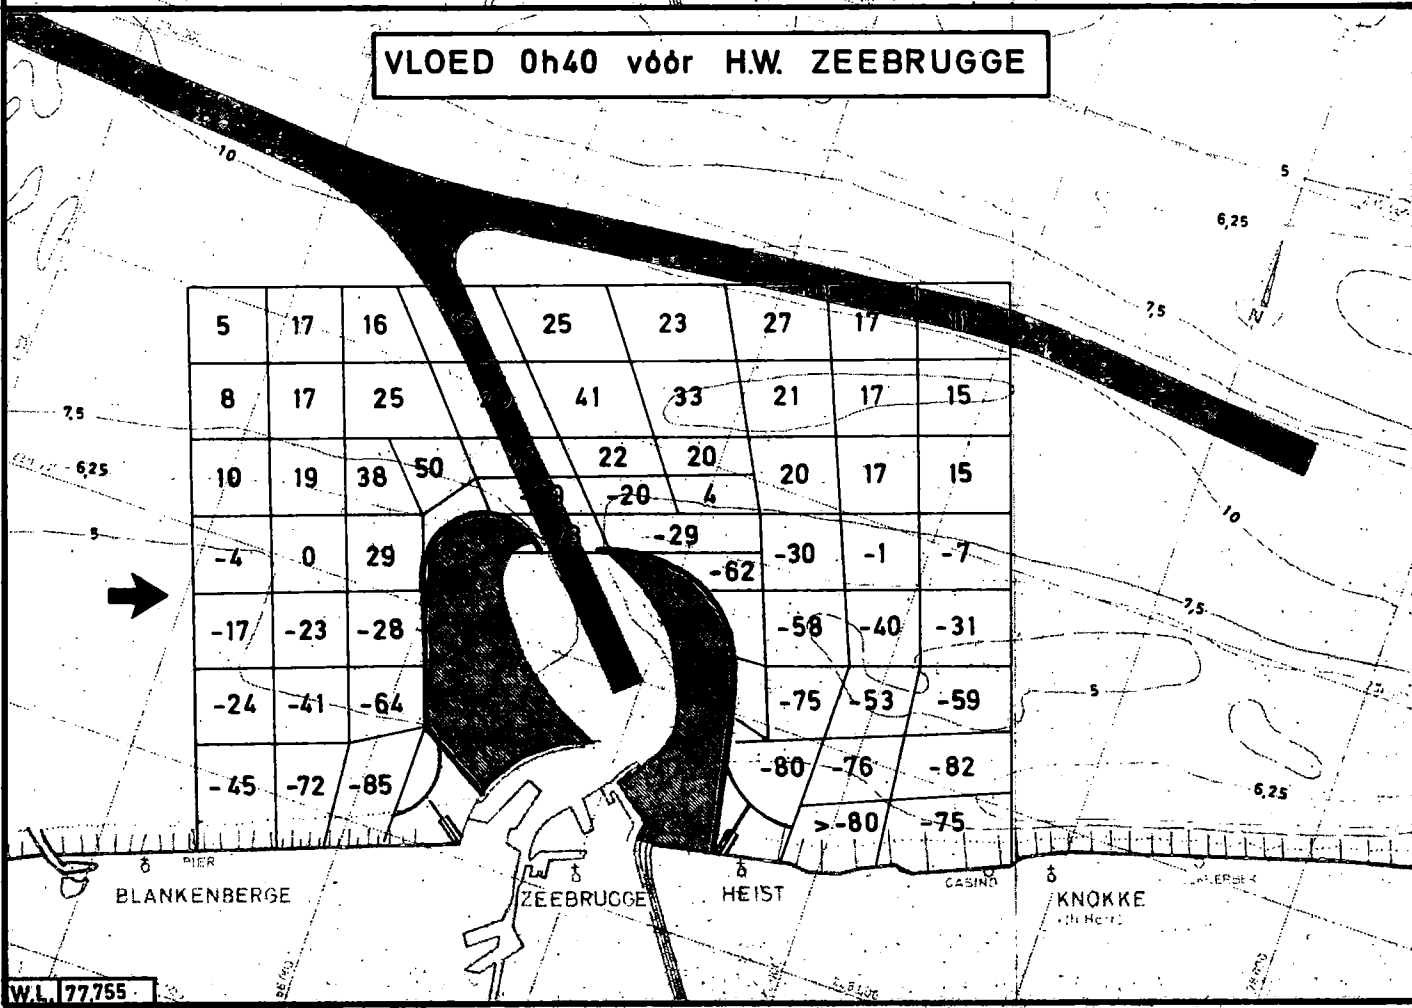 VLOED 0h40 vóór H.W. ZEEBRUGGE
10
5
6,25
7,5
N
5 17 16 25 23 27 17
8 17 25 41 33 21 17 15
7,5
22 20
10 19 38 50 20 17 15
6,25
-20 4
10
5
-29
-4 0 29 -30 -1 -7
-62
7,5
-17 -23 -28 -58 -40 -31
5
-24 -41 -64 -75 -53 -59
-80 -76 -82
-45 -72 -85
6,25
>-80 -75
PIER
CASINO
BLANKENBERGE ZEEBRUGGE HEIST KNOKKE
W.L. 77.755